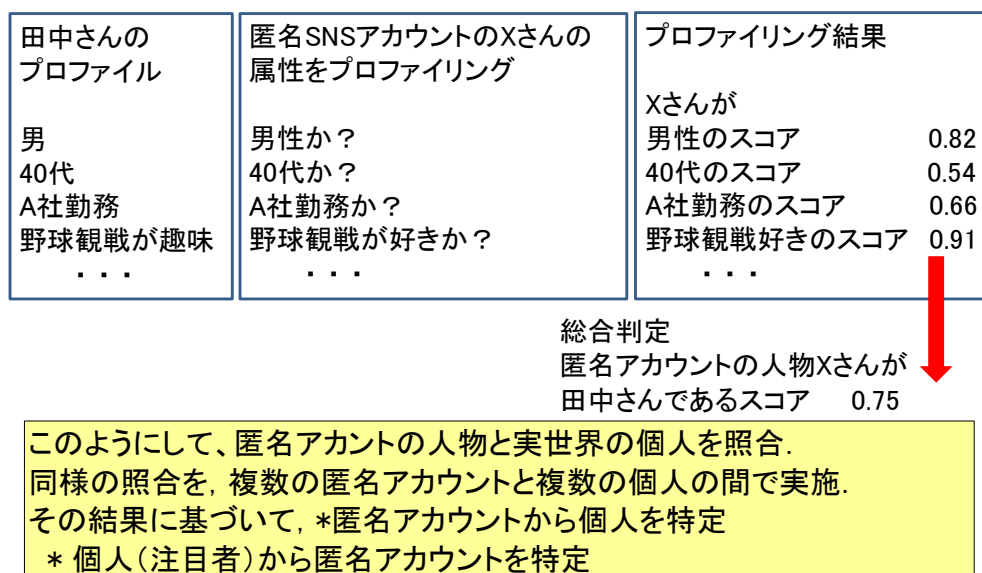 田中さんの
プロファイル
男
40代
A社勤務
野球観戦が趣味
・・・
匿名SNSアカウントのXさんの
属性をプロファイリング
男性か？
40代か？
A社勤務か？
野球観戦が好きか？
・・・
プロファイリング結果
Xさんが
男性のスコア 0.82
40代のスコア 0.54
A社勤務のスコア 0.66
野球観戦好きのスコア 0.91
・・・
総合判定
匿名アカウントの人物Xさんが
田中さんであるスコア 0.75
このようにして、匿名アカントの人物と実世界の個人を照合.
同様の照合を, 複数の匿名アカウントと複数の個人の間で実施.
その結果に基づいて, *匿名アカウントから個人を特定
* 個人（注目者）から匿名アカウントを特定